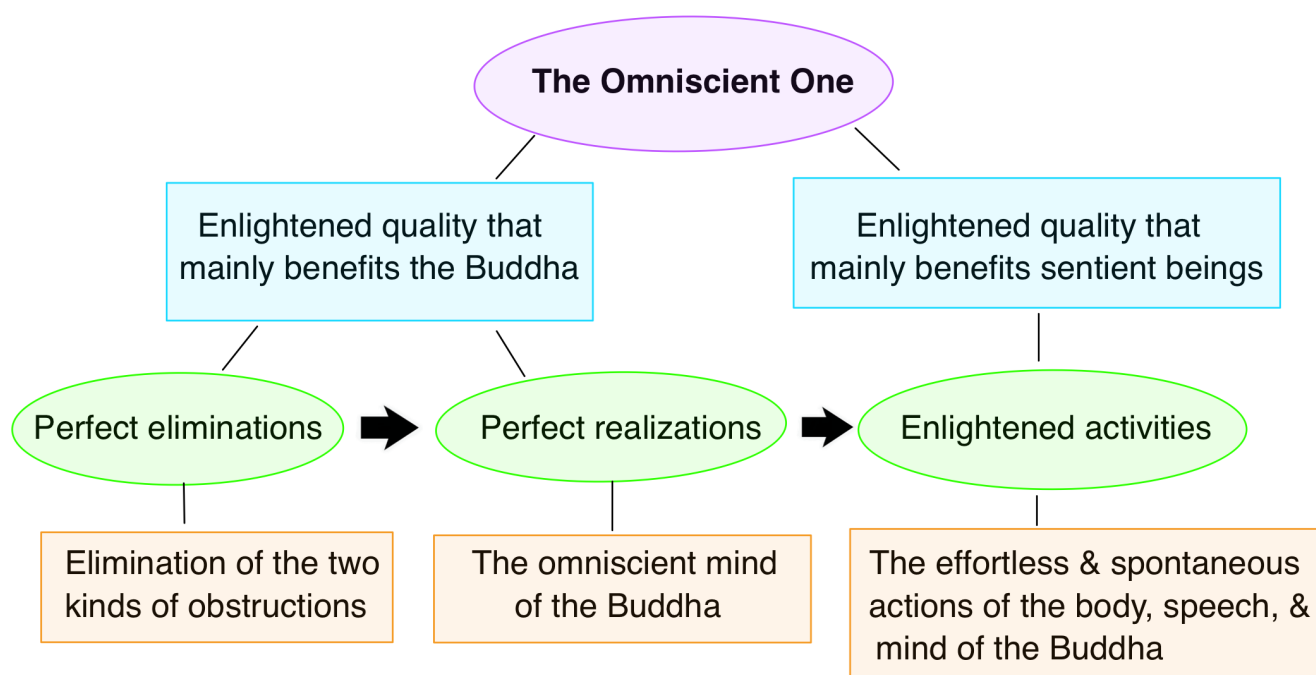 The Omniscient One
Enlightened quality that
mainly benefits the Buddha
Enlightened quality that
mainly benefits sentient beings
Perfect eliminations
Perfect realizations
Enlightened activities
Elimination of the two
kinds of obstructions
The omniscient mind
of the Buddha
The effortless & spontaneous
actions of the body, speech, &
mind of the Buddha